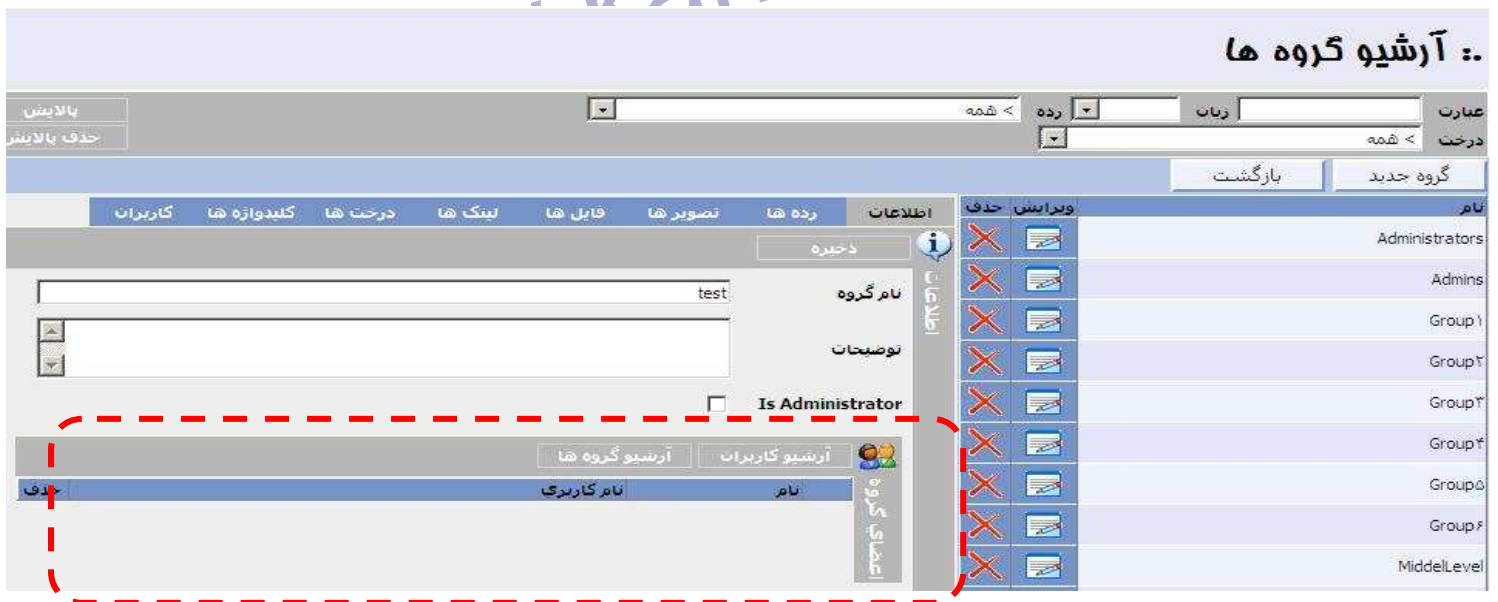 .: آرشیو گروه ها
عبارت زبان رده > همه پالایش
درخت > همه حذف پالایش
گروه جدید بازگشت
نام ویرایش حذف
Administrators
Admins
Group۱
Group۲
Group۳
Group۴
Group۵
Group۶
MiddelLevel
اطلاعات رده ها تصویر ها فایل ها لینک ها درخت ها کلیدواژه ها کاربران
ذخیره
اطلاعات
نام گروه test
توضیحات
Is Administrator
آرشیو کاربران آرشیو گروه ها
نام نام کاربری حذف
اعضای گروه